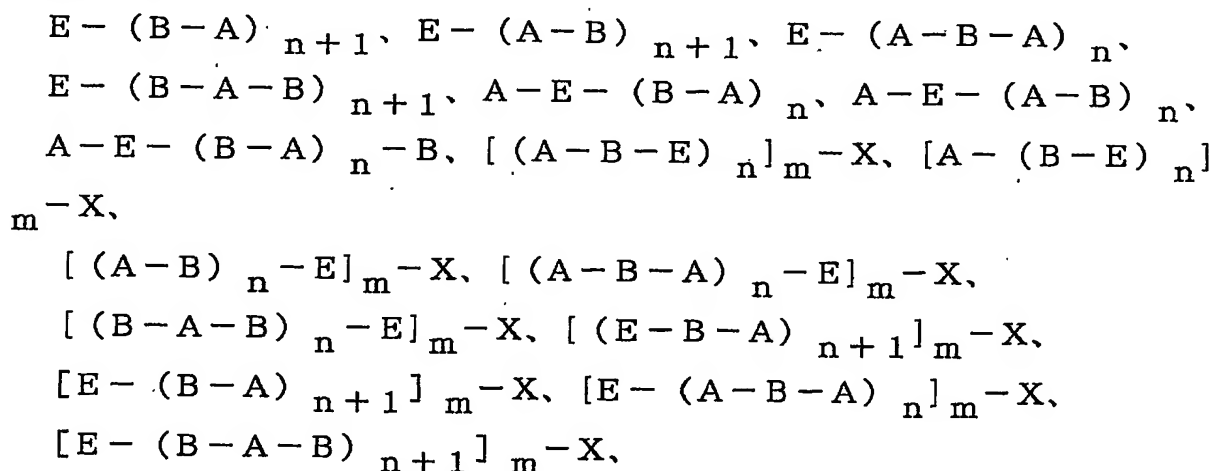 E－（B－A）n＋1、E－（A－B）n＋1、E－（A－B－A）n、
E－（B－A－B）n＋1、A－E－（B－A）n、A－E－（A－B）n、
A－E－（B－A）n－B、［（A－B－E）n］m－X、［A－（B－E）n］
m－X、
［（A－B）n－E］m－X、［（A－B－A）n－E］m－X、
［（B－A－B）n－E］m－X、［（E－B－A）n＋1］m－X、
［E－（B－A）n＋1］m－X、［E－（A－B－A）n］m－X、
［E－（B－A－B）n＋1］m－X、